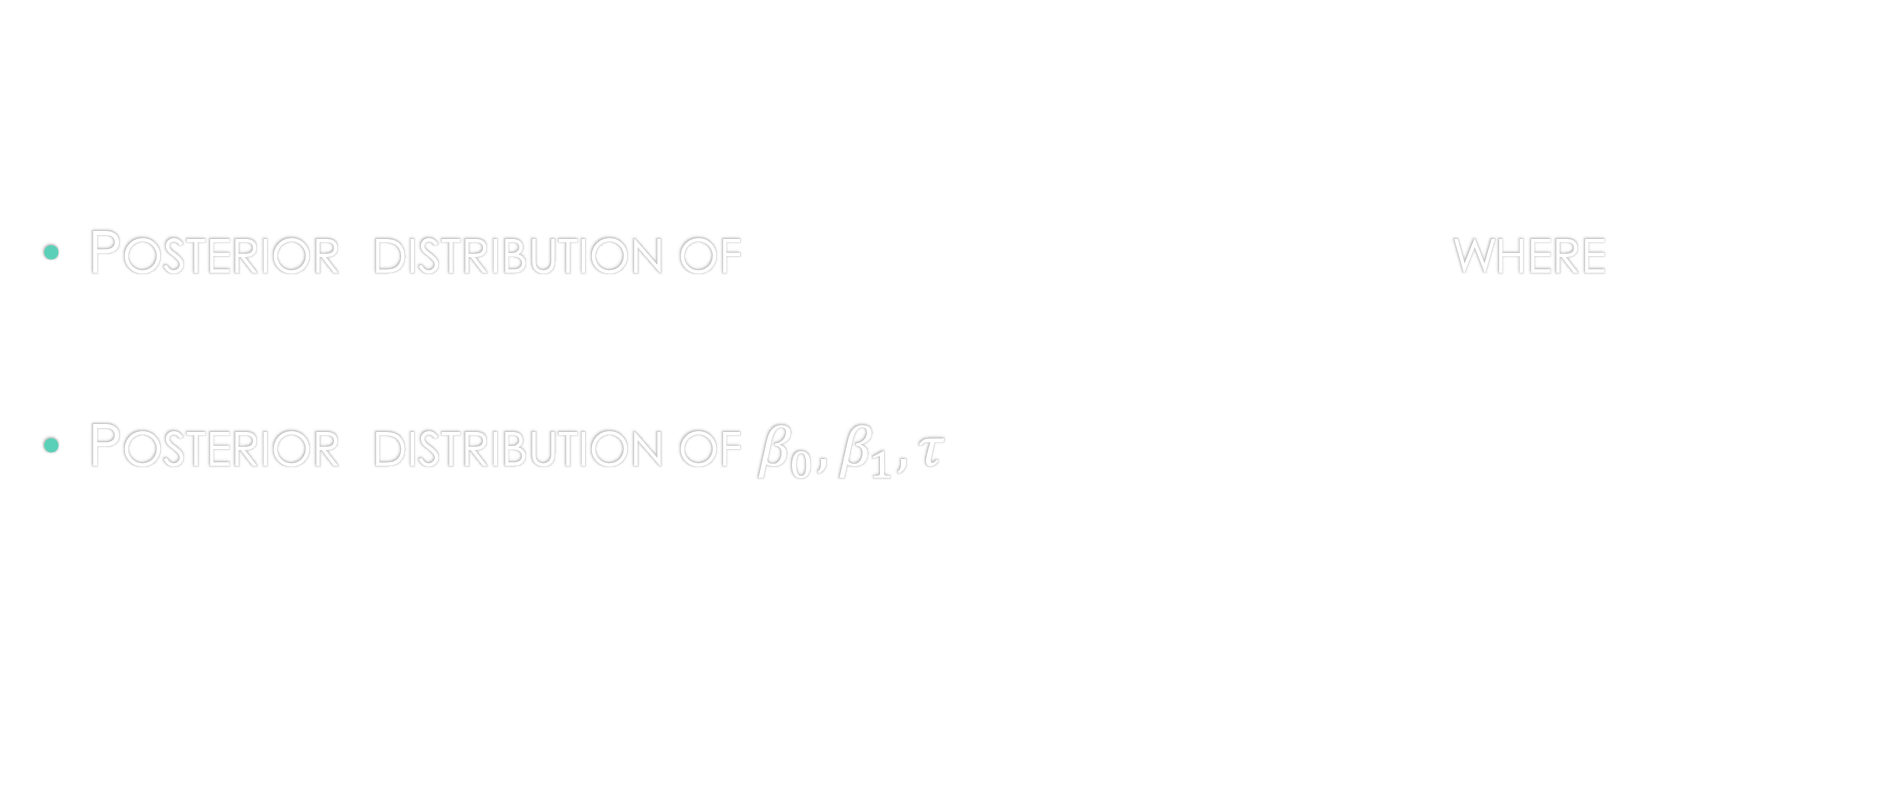 • Posterior distribution of where
• Posterior distribution of β₀, β₁, τ